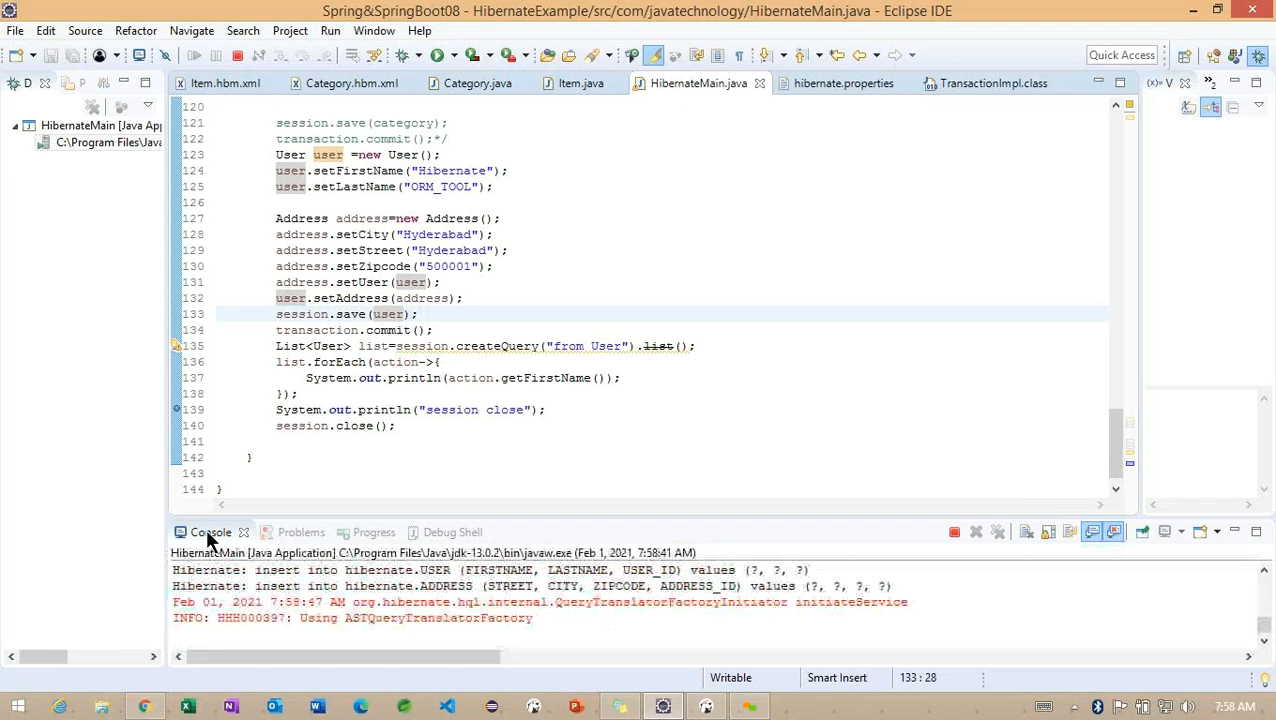 Spring&SpringBoot08 - HibernateExample/src/com/javatechnology/HibernateMain.java - Eclipse IDE
File Edit Source Refactor Navigate Search Project Run Window Help
Quick Access
D P Item.hbm.xml Category.hbm.xml Category.java Item.java HibernateMain.java hibernate.properties TransactionImpl.class (x)= V »2
HibernateMain [Java Ap
C:\Program Files\Java
120
121 session.save(category);
122 transaction.commit();*/
123 User user =new User();
124 user.setFirstName("Hibernate");
125 user.setLastName("ORM_TOOL");
126
127 Address address=new Address();
128 address.setCity("Hyderabad");
129 address.setStreet("Hyderabad");
130 address.setZipcode("500001");
131 address.setUser(user);
132 user.setAddress(address);
133 session.save(user);
134 transaction.commit();
135 List<User> list=session.createQuery("from User").list();
136 list.forEach(action->{
137 System.out.println(action.getFirstName());
138 });
139 System.out.println("session close");
140 session.close();
141
142 }
143
144 }
Console Problems Progress Debug Shell
HibernateMain [Java Application] C:\Program Files\Java\jdk-13.0.2\bin\javaw.exe (Feb 1, 2021, 7:58:41 AM)
Hibernate: insert into hibernate.USER (FIRSTNAME, LASTNAME, USER_ID) values (?, ?, ?)
Hibernate: insert into hibernate.ADDRESS (STREET, CITY, ZIPCODE, ADDRESS_ID) values (?, ?, ?, ?)
Feb 01, 2021 7:58:47 AM org.hibernate.hql.internal.QueryTranslatorFactoryInitiator initiateService
INFO: HHH000397: Using ASTQueryTranslatorFactory
Writable Smart Insert 133 : 28
7:58 AM